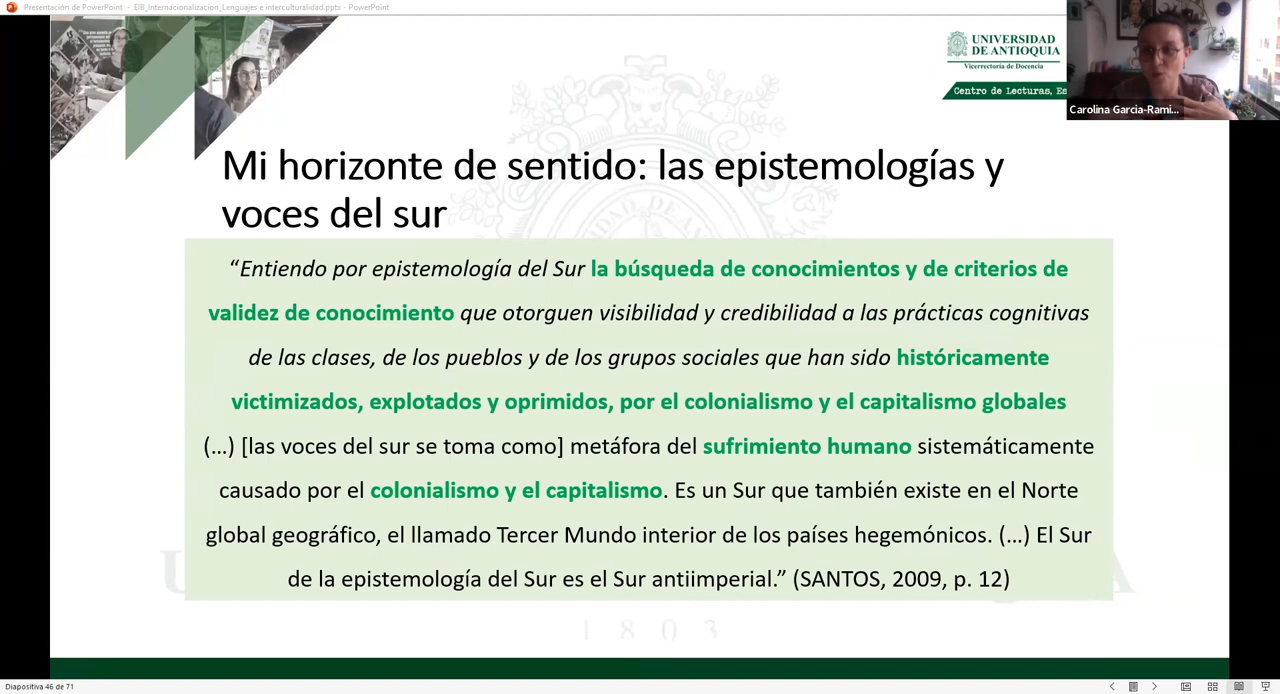 Presentación de PowerPoint - EIB_Internacionalizacion_Lenguajes e interculturalidad.pptx - PowerPoint
UNIVERSIDAD
DE ANTIOQUIA
Vicerrectoría de Docencia
Centro de Lecturas, Es
Carolina Garcia-Rami...
Mi horizonte de sentido: las epistemologías y
voces del sur
“Entiendo por epistemología del Sur la búsqueda de conocimientos y de criterios de
validez de conocimiento que otorguen visibilidad y credibilidad a las prácticas cognitivas
de las clases, de los pueblos y de los grupos sociales que han sido históricamente
victimizados, explotados y oprimidos, por el colonialismo y el capitalismo globales
(...) [las voces del sur se toma como] metáfora del sufrimiento humano sistemáticamente
causado por el colonialismo y el capitalismo. Es un Sur que también existe en el Norte
global geográfico, el llamado Tercer Mundo interior de los países hegemónicos. (...) El Sur
de la epistemología del Sur es el Sur antiimperial.” (SANTOS, 2009, p. 12)
1803
Diapositiva 46 de 71